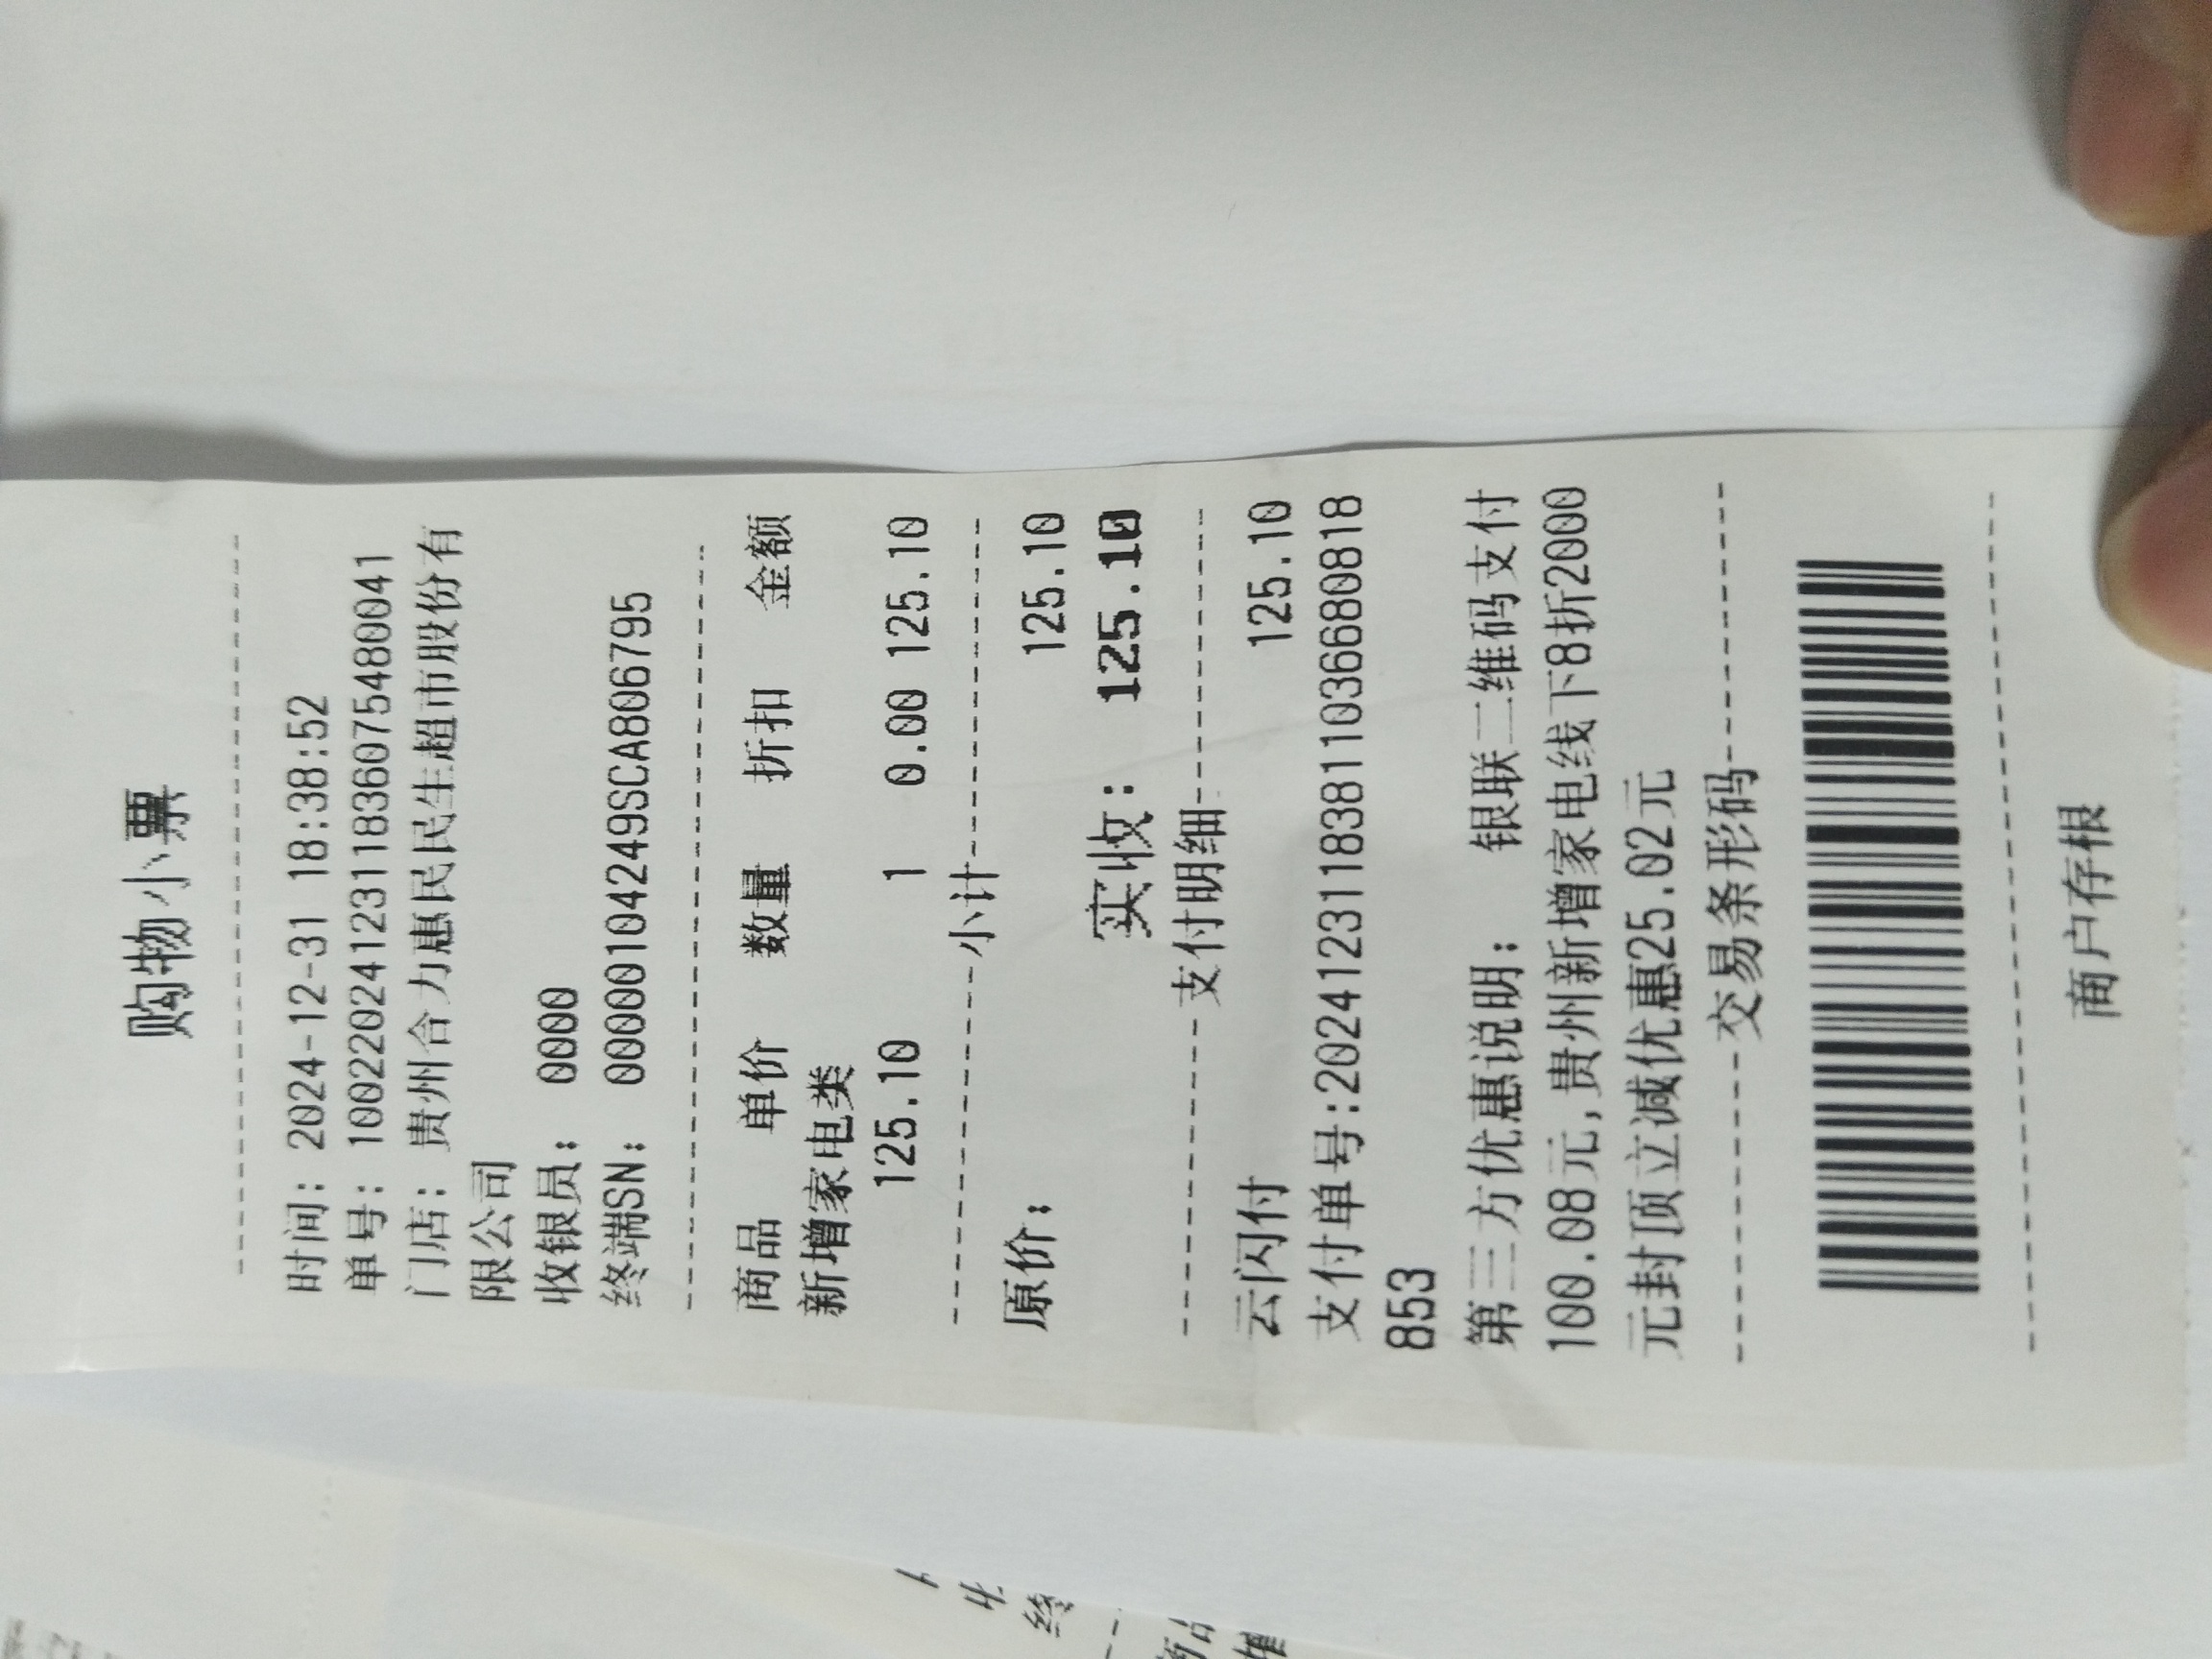 购物小票
时间: 2024-12-31 18:38:52
单号: 10022024123118360754480041
门店: 贵州合力惠民民生超市股份有
限公司
收银员: 0000
终端SN: 00000104249SCA806795
商品 单价 数量 折扣 金额
新增家电类
125.10 1 0.00 125.10
小计
原价: 125.10
实收: 125.10
支付明细
云闪付 125.10
支付单号:2024123118381103668081 8
853
第三方优惠说明: 银联二维码支付
100.08元,贵州新增家电线下8折2000
元封顶立减优惠25.02元
交易条形码
商户存根